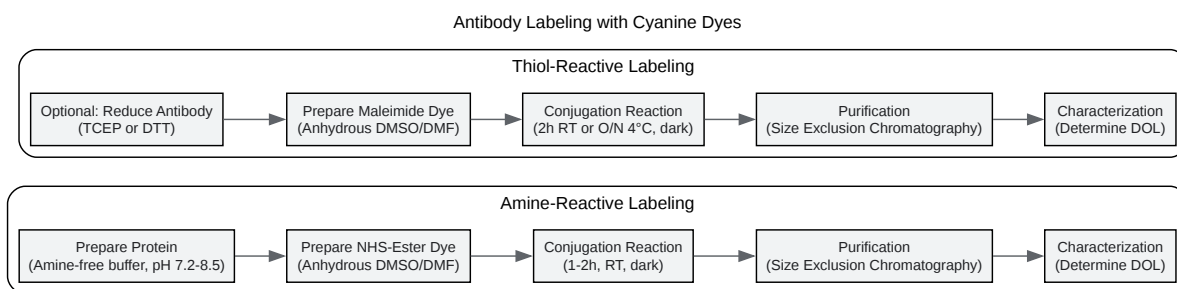 Antibody Labeling with Cyanine Dyes
Thiol-Reactive Labeling
Optional: Reduce Antibody
(TCEP or DTT)
Prepare Maleimide Dye
(Anhydrous DMSO/DMF)
Conjugation Reaction
(2h RT or O/N 4°C, dark)
Purification
(Size Exclusion Chromatography)
Characterization
(Determine DOL)
Amine-Reactive Labeling
Prepare Protein
(Amine-free buffer, pH 7.2-8.5)
Prepare NHS-Ester Dye
(Anhydrous DMSO/DMF)
Conjugation Reaction
(1-2h, RT, dark)
Purification
(Size Exclusion Chromatography)
Characterization
(Determine DOL)